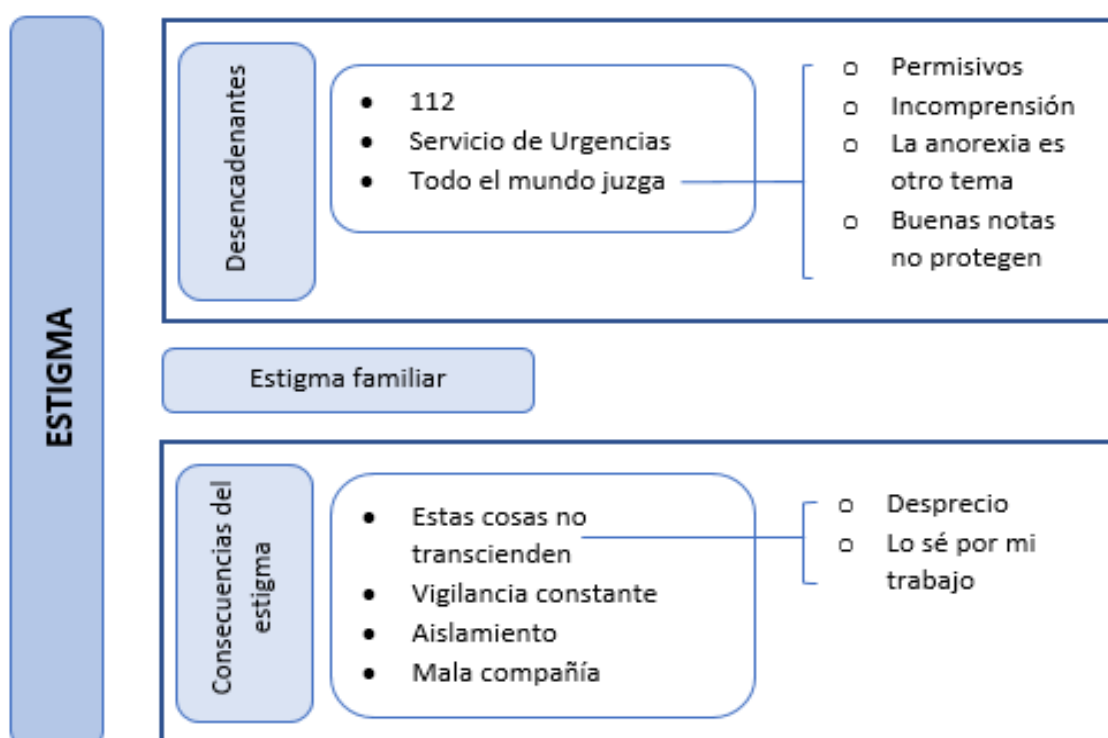 ESTIGMA
Desencadenantes
● 112
● Servicio de Urgencias
● Todo el mundo juzga
o Permisivos
o Incomprensión
o La anorexia es
otro tema
o Buenas notas
no protegen
Estigma familiar
Consecuencias del
estigma
● Estas cosas no
transcienden
● Vigilancia constante
● Aislamiento
● Mala compañía
o Desprecio
o Lo sé por mi
trabajo